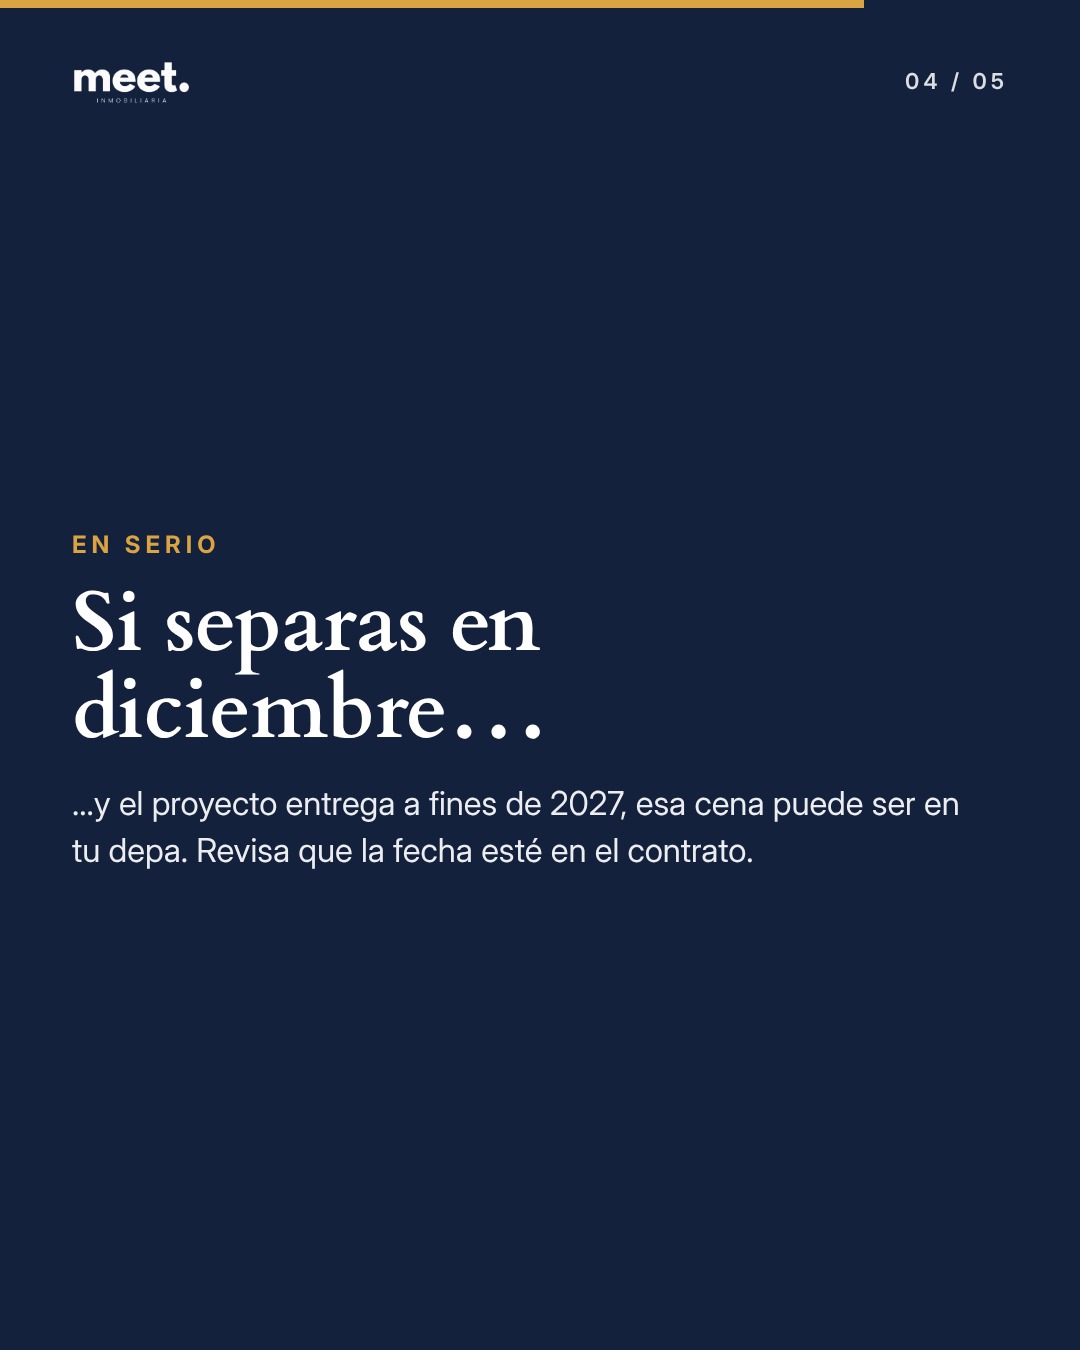 meet.
INMOBILIARIA
04 / 05
EN SERIO
Si separas en
diciembre…
…y el proyecto entrega a fines de 2027, esa cena puede ser en
tu depa. Revisa que la fecha esté en el contrato.